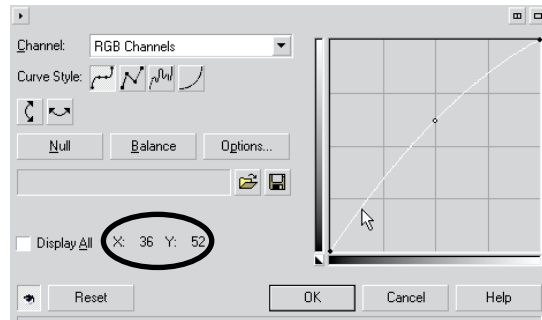 Channel: RGB Channels
Curve Style:
Null Balance Options...
Display All X: 36 Y: 52
Reset OK Cancel Help